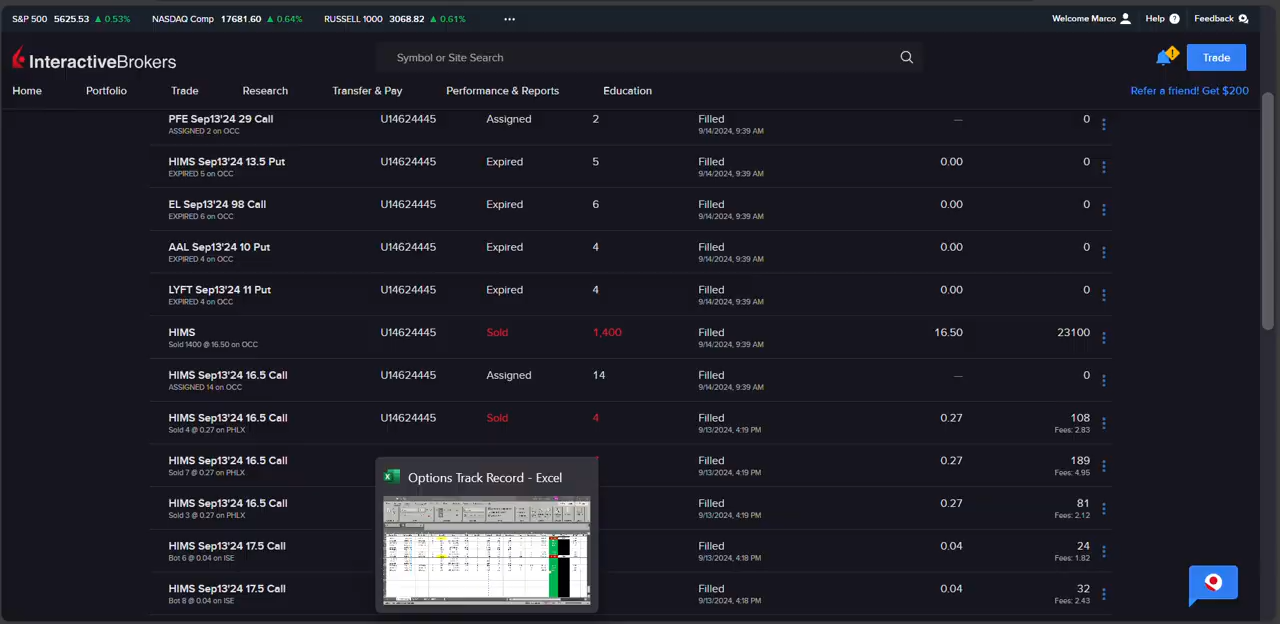 S&P 500 5625.53 ▲ 0.53% NASDAQ Comp 17681.60 ▲ 0.64% RUSSELL 1000 3068.82 ▲ 0.61% ••• Welcome Marco Help ? Feedback
InteractiveBrokers Symbol or Site Search Trade
Home Portfolio Trade Research Transfer & Pay Performance & Reports Education Refer a friend! Get $200
PFE Sep13'24 29 Call U14624445 Assigned 2 Filled — 0
ASSIGNED 2 on OCC 9/14/2024, 9:39 AM
HIMS Sep13'24 13.5 Put U14624445 Expired 5 Filled 0.00 0
EXPIRED 5 on OCC 9/14/2024, 9:39 AM
EL Sep13'24 98 Call U14624445 Expired 6 Filled 0.00 0
EXPIRED 6 on OCC 9/14/2024, 9:39 AM
AAL Sep13'24 10 Put U14624445 Expired 4 Filled 0.00 0
EXPIRED 4 on OCC 9/14/2024, 9:39 AM
LYFT Sep13'24 11 Put U14624445 Expired 4 Filled 0.00 0
EXPIRED 4 on OCC 9/14/2024, 9:39 AM
HIMS U14624445 Sold 1,400 Filled 16.50 23100
Sold 1400 @ 16.50 on OCC 9/14/2024, 9:39 AM
HIMS Sep13'24 16.5 Call U14624445 Assigned 14 Filled — 0
ASSIGNED 14 on OCC 9/14/2024, 9:39 AM
HIMS Sep13'24 16.5 Call U14624445 Sold 4 Filled 0.27 108
Sold 4 @ 0.27 on PHLX 9/13/2024, 4:19 PM Fees: 2.83
HIMS Sep13'24 16.5 Call Filled 0.27 189
Sold 7 @ 0.27 on PHLX 9/13/2024, 4:19 PM Fees: 4.95
Options Track Record - Excel
HIMS Sep13'24 16.5 Call Filled 0.27 81
Sold 3 @ 0.27 on PHLX 9/13/2024, 4:19 PM Fees: 2.12
HIMS Sep13'24 17.5 Call Filled 0.04 24
Bot 6 @ 0.04 on ISE 9/13/2024, 4:18 PM Fees: 1.82
HIMS Sep13'24 17.5 Call Filled 0.04 32
Bot 8 @ 0.04 on ISE 9/13/2024, 4:18 PM Fees: 2.43